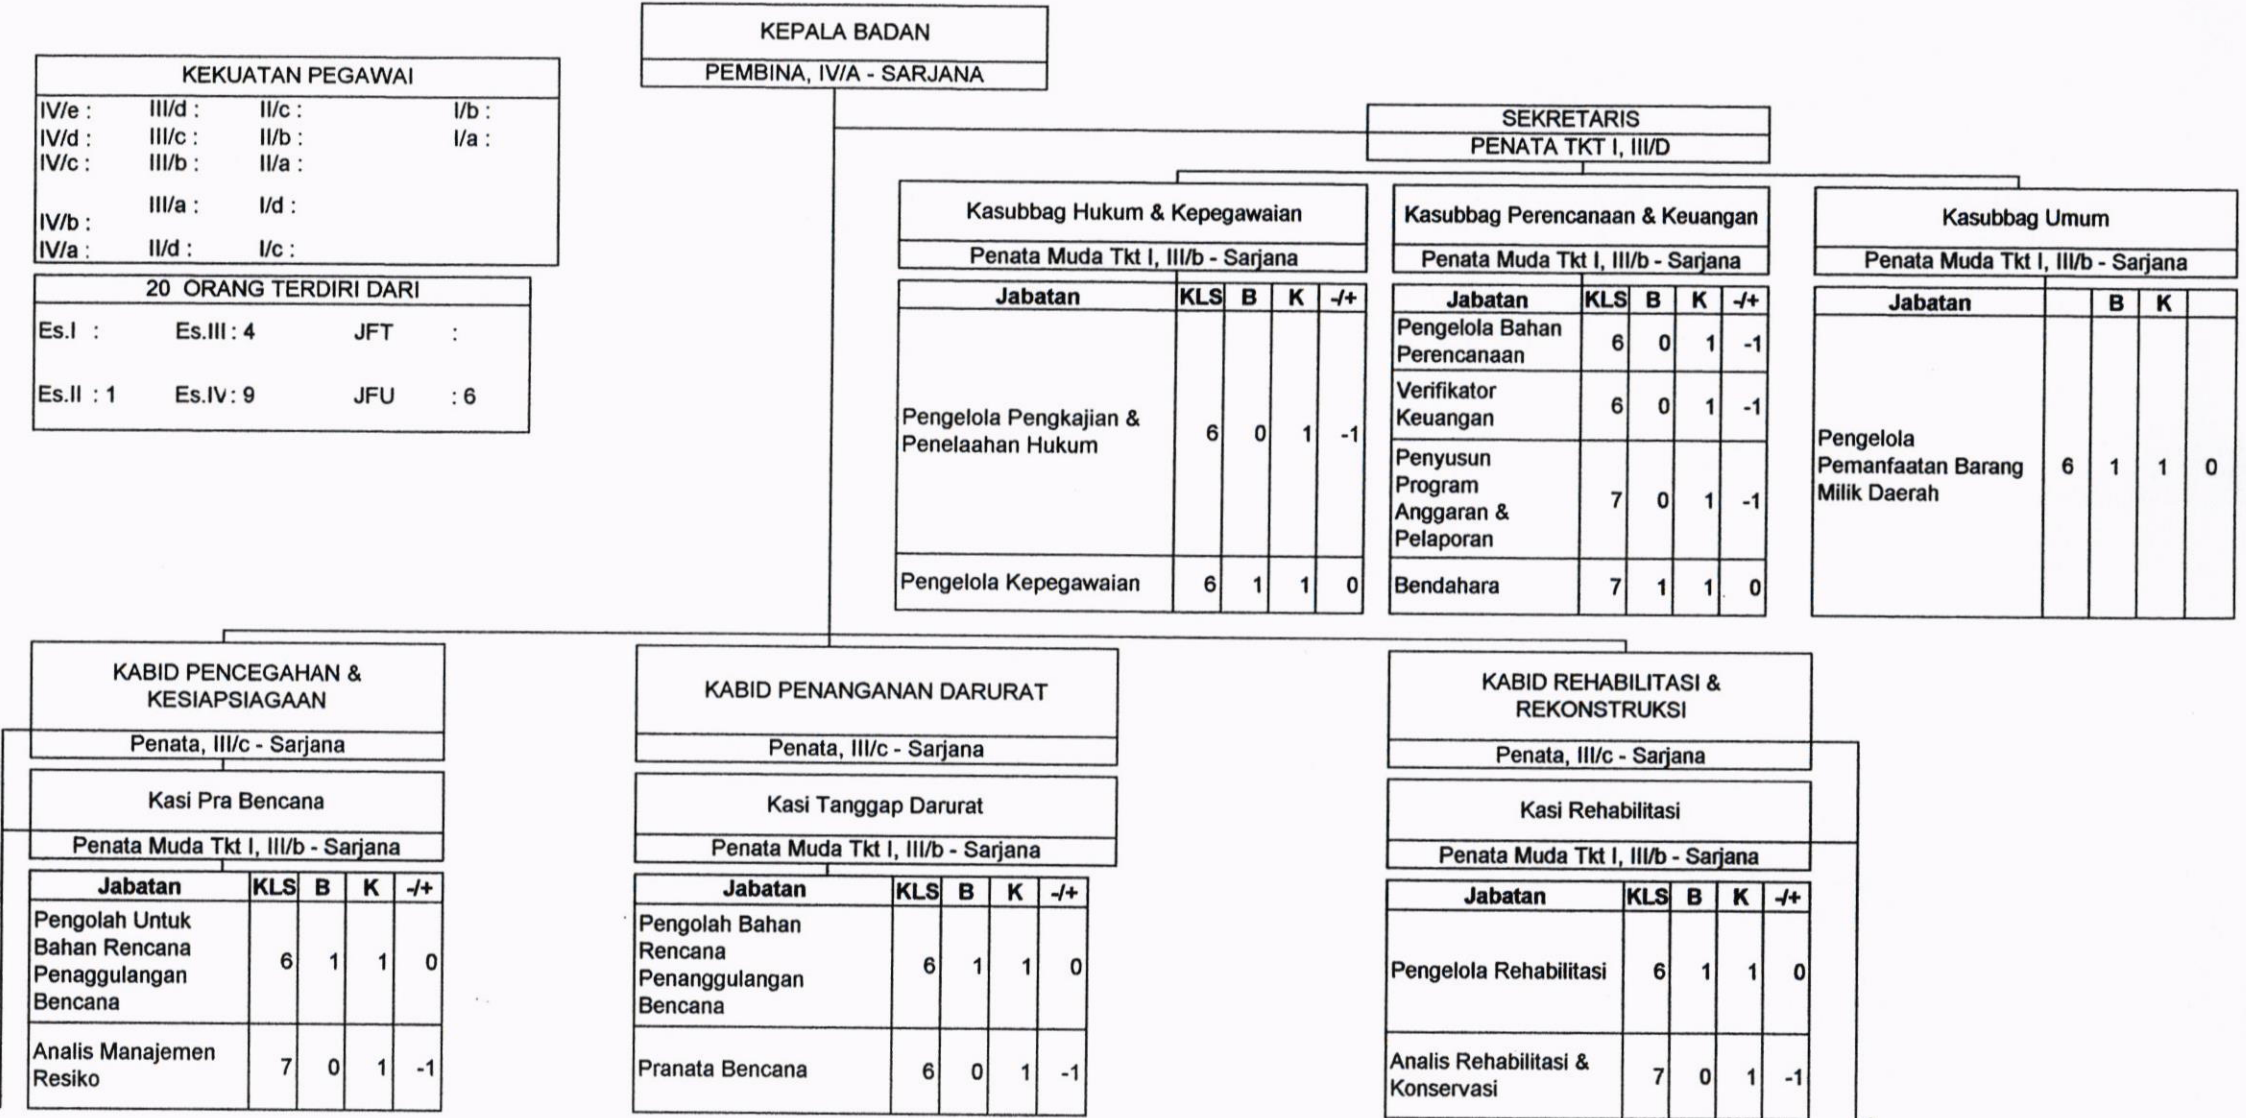 KEPALA BADAN
PEMBINA, IV/A - SARJANA
KEKUATAN PEGAWAI
IV/e : III/d : II/c : I/b :
IV/d : III/c : II/b : I/a :
IV/c : III/b : II/a :
III/a : I/d :
IV/b :
IV/a : II/d : I/c :
20 ORANG TERDIRI DARI
Es.I : Es.III : 4 JFT :
Es.II : 1 Es.IV : 9 JFU : 6
SEKRETARIS
PENATA TKT I, III/D
Kasubbag Hukum & Kepegawaian
Penata Muda Tkt I, III/b - Sarjana
Jabatan KLS B K -/+
Pengelola Pengkajian &
Penelaahan Hukum 6 0 1 -1
Pengelola Kepegawaian 6 1 1 0
Kasubbag Perencanaan & Keuangan
Penata Muda Tkt I, III/b - Sarjana
Jabatan KLS B K -/+
Pengelola Bahan
Perencanaan 6 0 1 -1
Verifikator
Keuangan 6 0 1 -1
Penyusun
Program
Anggaran &
Pelaporan 7 0 1 -1
Bendahara 7 1 1 0
Kasubbag Umum
Penata Muda Tkt I, III/b - Sarjana
Jabatan B K
Pengelola
Pemanfaatan Barang 6 1 1 0
Milik Daerah
KABID PENCEGAHAN &
KESIAPSIAGAAN
Penata, III/c - Sarjana
Kasi Pra Bencana
Penata Muda Tkt I, III/b - Sarjana
Jabatan KLS B K -/+
Pengolah Untuk
Bahan Rencana
Penaggulangan
Bencana 6 1 1 0
Analis Manajemen
Resiko 7 0 1 -1
KABID PENANGANAN DARURAT
Penata, III/c - Sarjana
Kasi Tanggap Darurat
Penata Muda Tkt I, III/b - Sarjana
Jabatan KLS B K -/+
Pengolah Bahan
Rencana
Penanggulangan
Bencana 6 1 1 0
Pranata Bencana 6 0 1 -1
KABID REHABILITASI &
REKONSTRUKSI
Penata, III/c - Sarjana
Kasi Rehabilitasi
Penata Muda Tkt I, III/b - Sarjana
Jabatan KLS B K -/+
Pengelola Rehabilitasi 6 1 1 0
Analis Rehabilitasi &
Konservasi 7 0 1 -1